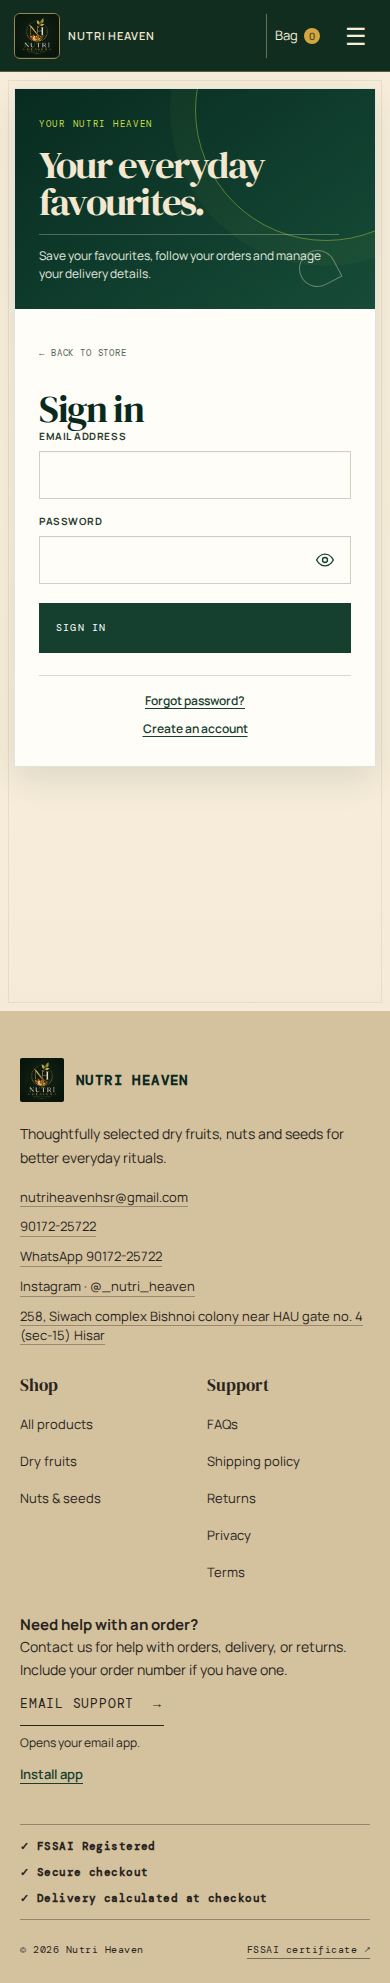 NUTRI HEAVEN
Bag 0
YOUR NUTRI HEAVEN
Your everyday
favourites.
Save your favourites, follow your orders and manage
your delivery details.
← BACK TO STORE
Sign in
EMAIL ADDRESS
PASSWORD
SIGN IN
Forgot password?
Create an account
NUTRI HEAVEN
Thoughtfully selected dry fruits, nuts and seeds for
better everyday rituals.
nutriheavenhsr@gmail.com
90172-25722
WhatsApp 90172-25722
Instagram · @_nutri_heaven
258, Siwach complex Bishnoi colony near HAU gate no. 4
(sec-15) Hisar
Shop
All products
Dry fruits
Nuts & seeds
Support
FAQs
Shipping policy
Returns
Privacy
Terms
Need help with an order?
Contact us for help with orders, delivery, or returns.
Include your order number if you have one.
EMAIL SUPPORT →
Opens your email app.
Install app
✓ FSSAI Registered
✓ Secure checkout
✓ Delivery calculated at checkout
© 2026 Nutri Heaven
FSSAI certificate ↗